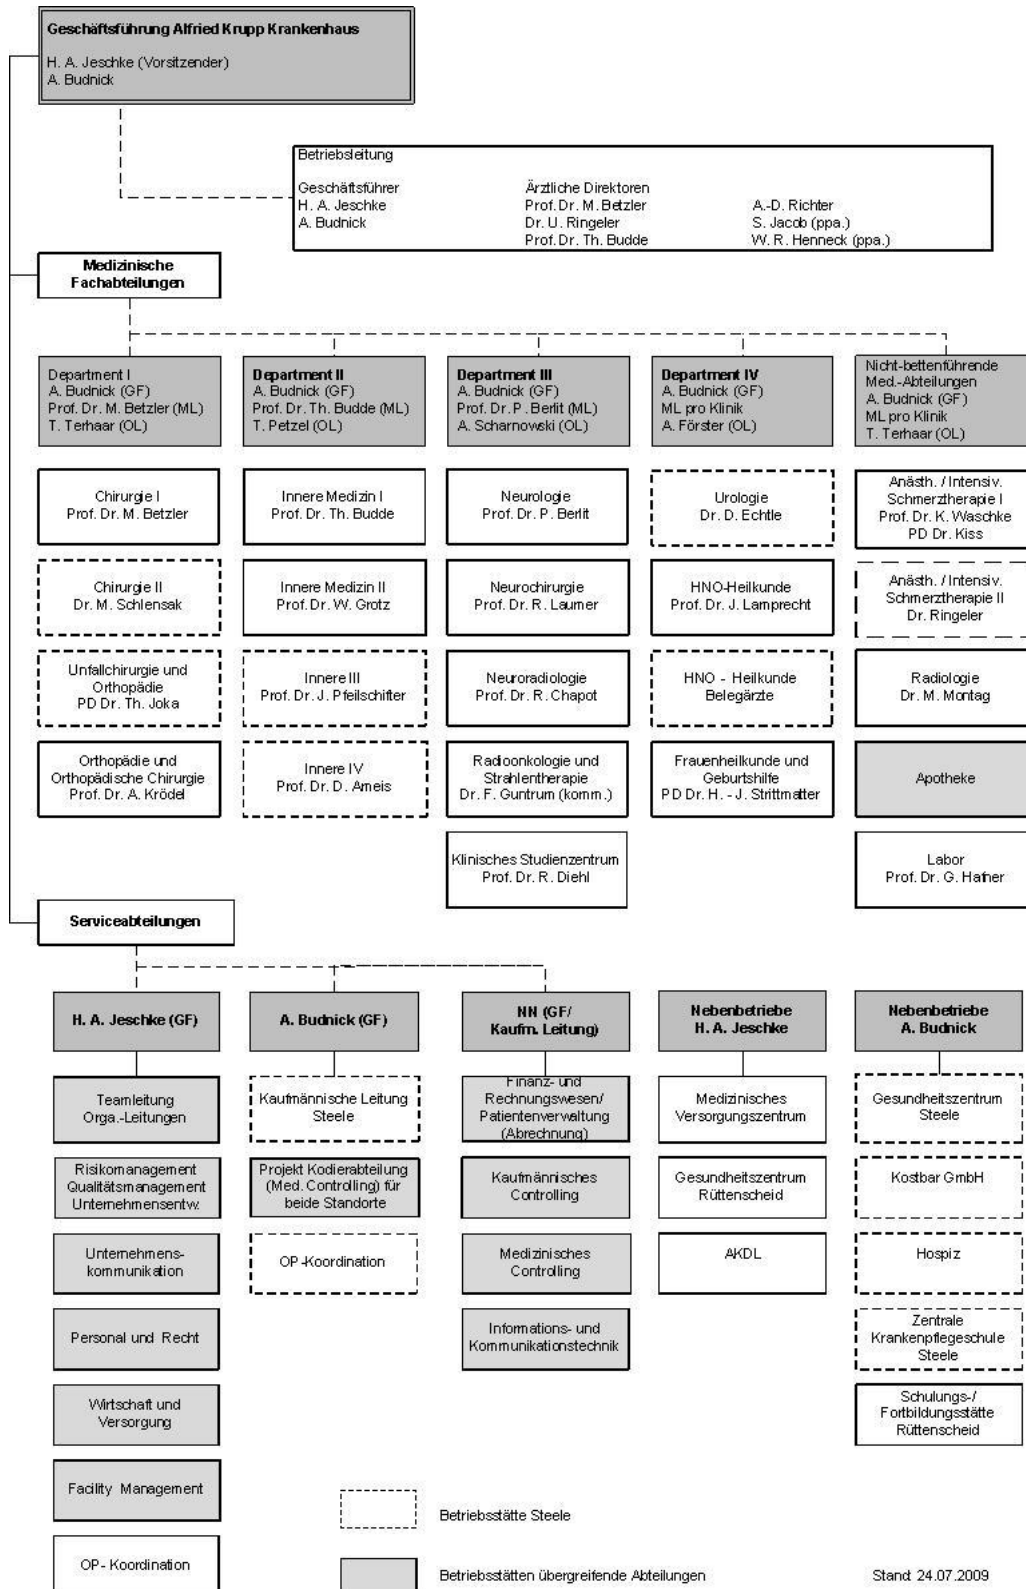 Geschäftsführung Alfried Krupp Krankenhaus
H. A. Jeschke (Vorsitzender)
A. Budnick
Betriebsleitung
Geschäftsführer
H. A. Jeschke
A. Budnick
Ärztliche Direktoren
Prof. Dr. M. Betzler
Dr. U. Ringeler
Prof. Dr. Th. Budde
A.-D. Richter
S. Jacob (ppa.)
W. R. Henneck (ppa.)
Medizinische
Fachabteilungen
Department I
A. Budnick (GF)
Prof. Dr. M. Betzler (ML)
T. Terhaar (OL)
Department II
A. Budnick (GF)
Prof. Dr. Th. Budde (ML)
T. Petzel (OL)
Department III
A. Budnick (GF)
Prof. Dr. P. Berlit (ML)
A. Scharnowski (OL)
Department IV
A. Budnick (GF)
ML pro Klinik
A. Förster (OL)
Nicht-bettenführende
Med.-Abteilungen
A. Budnick (GF)
ML pro Klinik
T. Terhaar (OL)
Chirurgie I
Prof. Dr. M. Betzler
Chirurgie II
Dr. M. Schlensak
Unfallchirurgie und
Orthopädie
PD Dr. Th. Joka
Orthopädie und
Orthopädische Chirurgie
Prof. Dr. A. Krödel
Innere Medizin I
Prof. Dr. Th. Budde
Innere Medizin II
Prof. Dr. W. Grotz
Innere III
Prof. Dr. J. Pfeilschifter
Innere IV
Prof. Dr. D. Ameis
Neurologie
Prof. Dr. P. Berlit
Neurochirurgie
Prof. Dr. R. Laumer
Neuroradiologie
Prof. Dr. R. Chapot
Radioonkologie und
Strahlentherapie
Dr. F. Guntrum (komm.)
Klinisches Studienzentrum
Prof. Dr. R. Diehl
Urologie
Dr. D. Echtle
HNO-Heilkunde
Prof. Dr. J. Lamprecht
HNO - Heilkunde
Belegärzte
Frauenheilkunde und
Geburtshilfe
PD Dr. H. - J. Strittmatter
Anästh. / Intensiv.
Schmerztherapie I
Prof. Dr. K. Waschke
PD Dr. Kiss
Anästh. / Intensiv.
Schmerztherapie II
Dr. Ringeler
Radiologie
Dr. M. Montag
Apotheke
Labor
Prof. Dr. G. Hafner
Serviceabteilungen
H. A. Jeschke (GF)
A. Budnick (GF)
NN (GF/
Kaufm. Leitung)
Nebenbetriebe
H. A. Jeschke
Nebenbetriebe
A. Budnick
Teamleitung
Orga.-Leitungen
Risikomanagement
Qualitätsmanagement
Unternehmensentw.
Unternehmens-
kommunikation
Personal und Recht
Wirtschaft und
Versorgung
Facility Management
OP- Koordination
Kaufmännische Leitung
Steele
Projekt Kodierabteilung
(Med. Controlling) für
beide Standorte
OP-Koordination
Finanz- und
Rechnungswesen/
Patientenverwaltung
(Abrechnung)
Kaufmännisches
Controlling
Medizinisches
Controlling
Informations- und
Kommunikationstechnik
Medizinisches
Versorgungszentrum
Gesundheitszentrum
Rüttenscheid
AKDL
Gesundheitszentrum
Steele
Kostbar GmbH
Hospiz
Zentrale
Krankenpflegeschule
Steele
Schulungs-/
Fortbildungsstätte
Rüttenscheid
Betriebsstätte Steele
Betriebsstätten übergreifende Abteilungen
Stand 24.07.2009